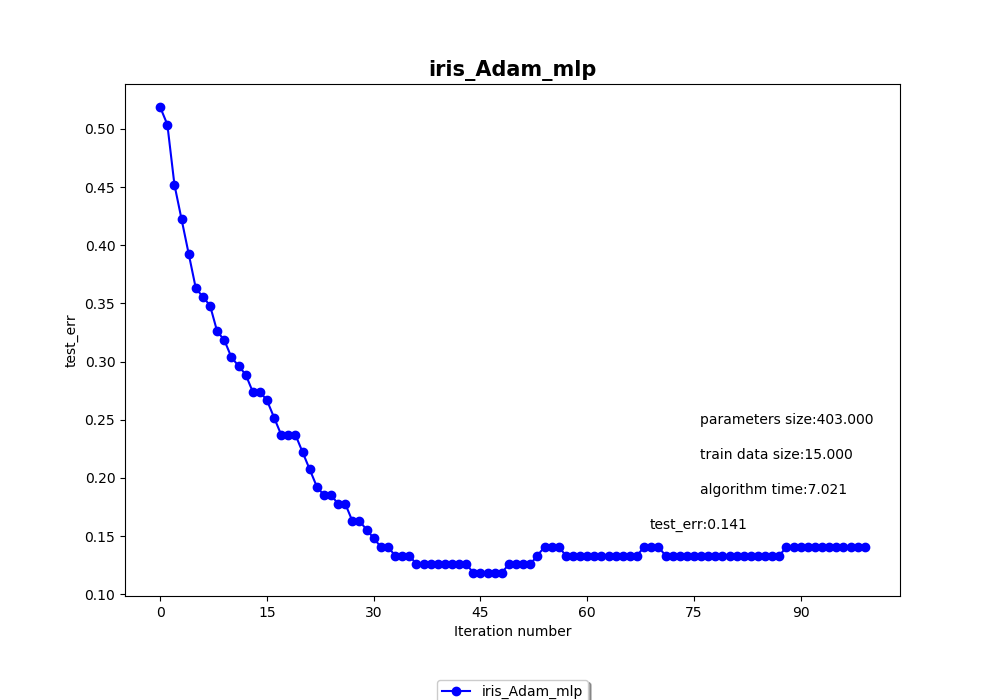 iris_Adam_mlp
0.50
0.45
0.40
0.35
0.30
0.25
0.20
0.15
0.10
test_err
parameters size:403.000
train data size:15.000
algorithm time:7.021
test_err:0.141
0 15 30 45 60 75 90
Iteration number
iris_Adam_mlp